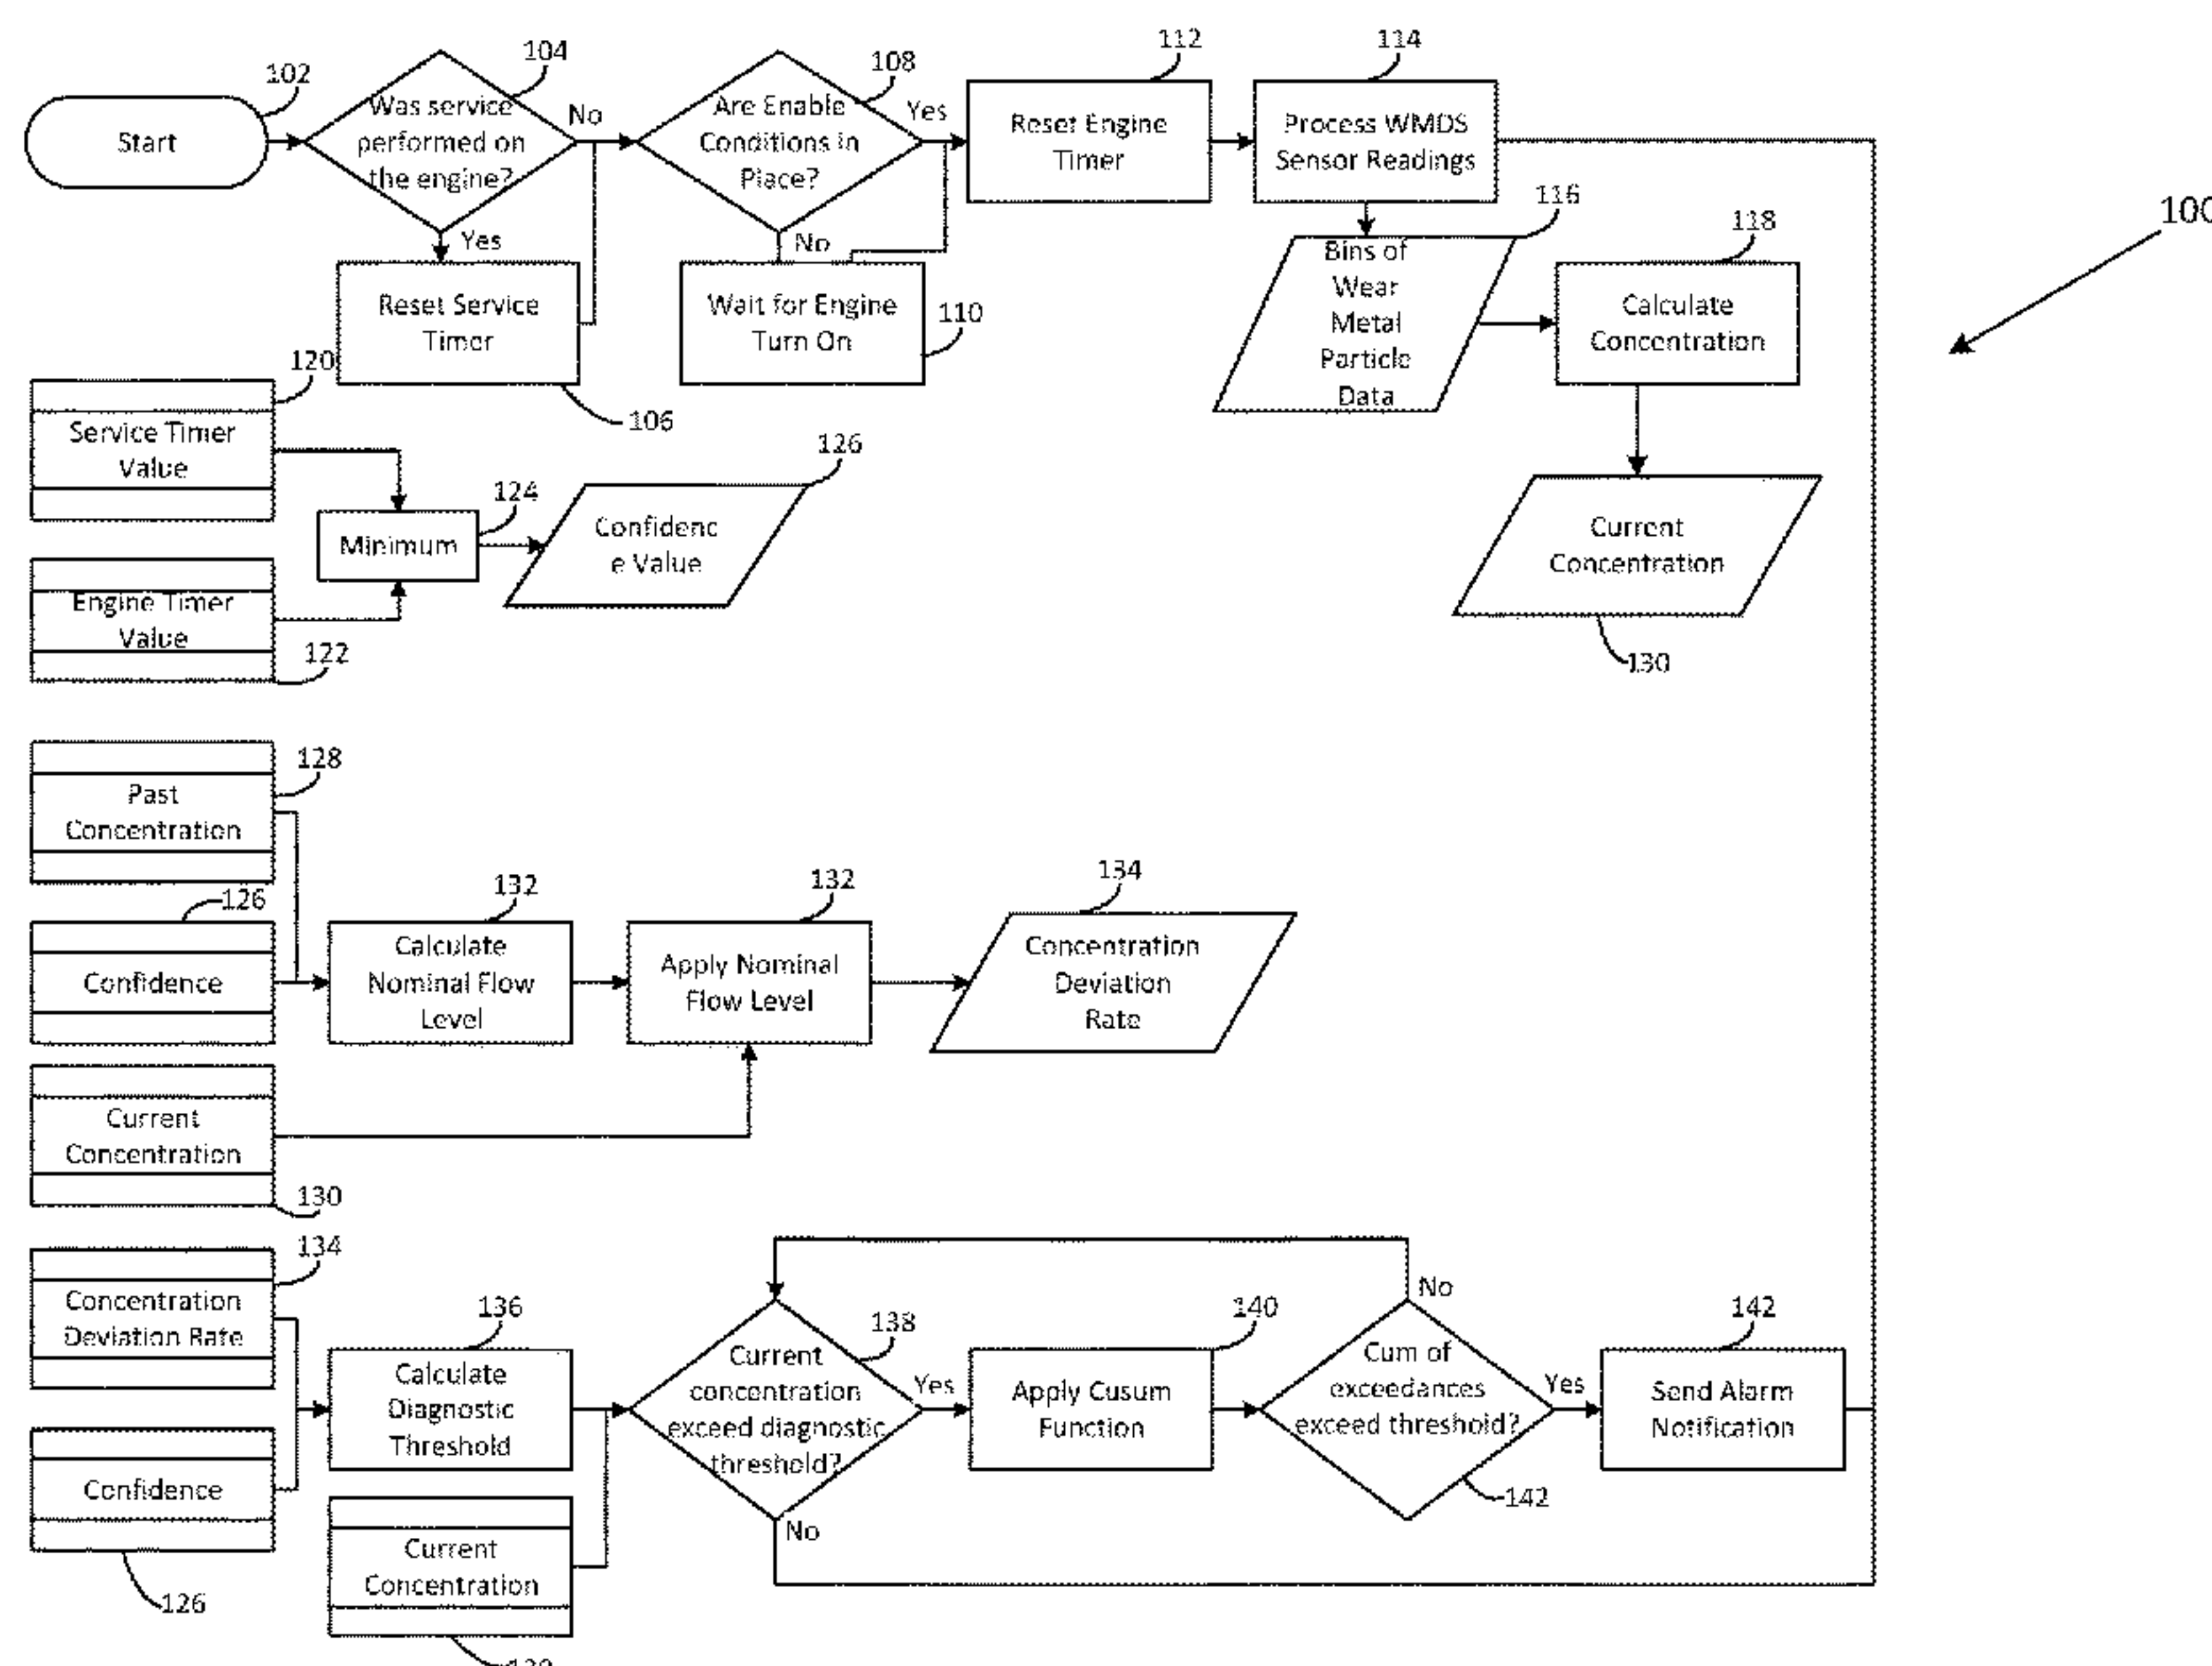 102
104
108
112
114
Start
Was service
performed on
the engine?
No
Are Enable
Conditions in
Place?
Yes
Reset Engine
Timer
Process WMDS
Sensor Readings
100
Yes
No
116
118
Reset Service
Timer
106
Wait for Engine
Turn On
110
Bins of
Wear
Metal
Particle
Data
Calculate
Concentration
120
Service Timer
Value
124
126
Minimum
Confidenc
e Value
Engine Timer
Value
122
Current
Concentration
130
128
Past
Concentration
126
Confidence
132
Calculate
Nominal Flow
Level
132
Apply Nominal
Flow Level
134
Concentration
Deviation
Rate
Current
Concentration
130
134
Concentration
Deviation Rate
Confidence
126
136
Calculate
Diagnostic
Threshold
Current
Concentration
138
Current
concentration
exceed diagnostic
threshold?
Yes
No
140
Apply Cusum
Function
No
Cum of
exceedances
exceed threshold?
142
Yes
142
Send Alarm
Notification